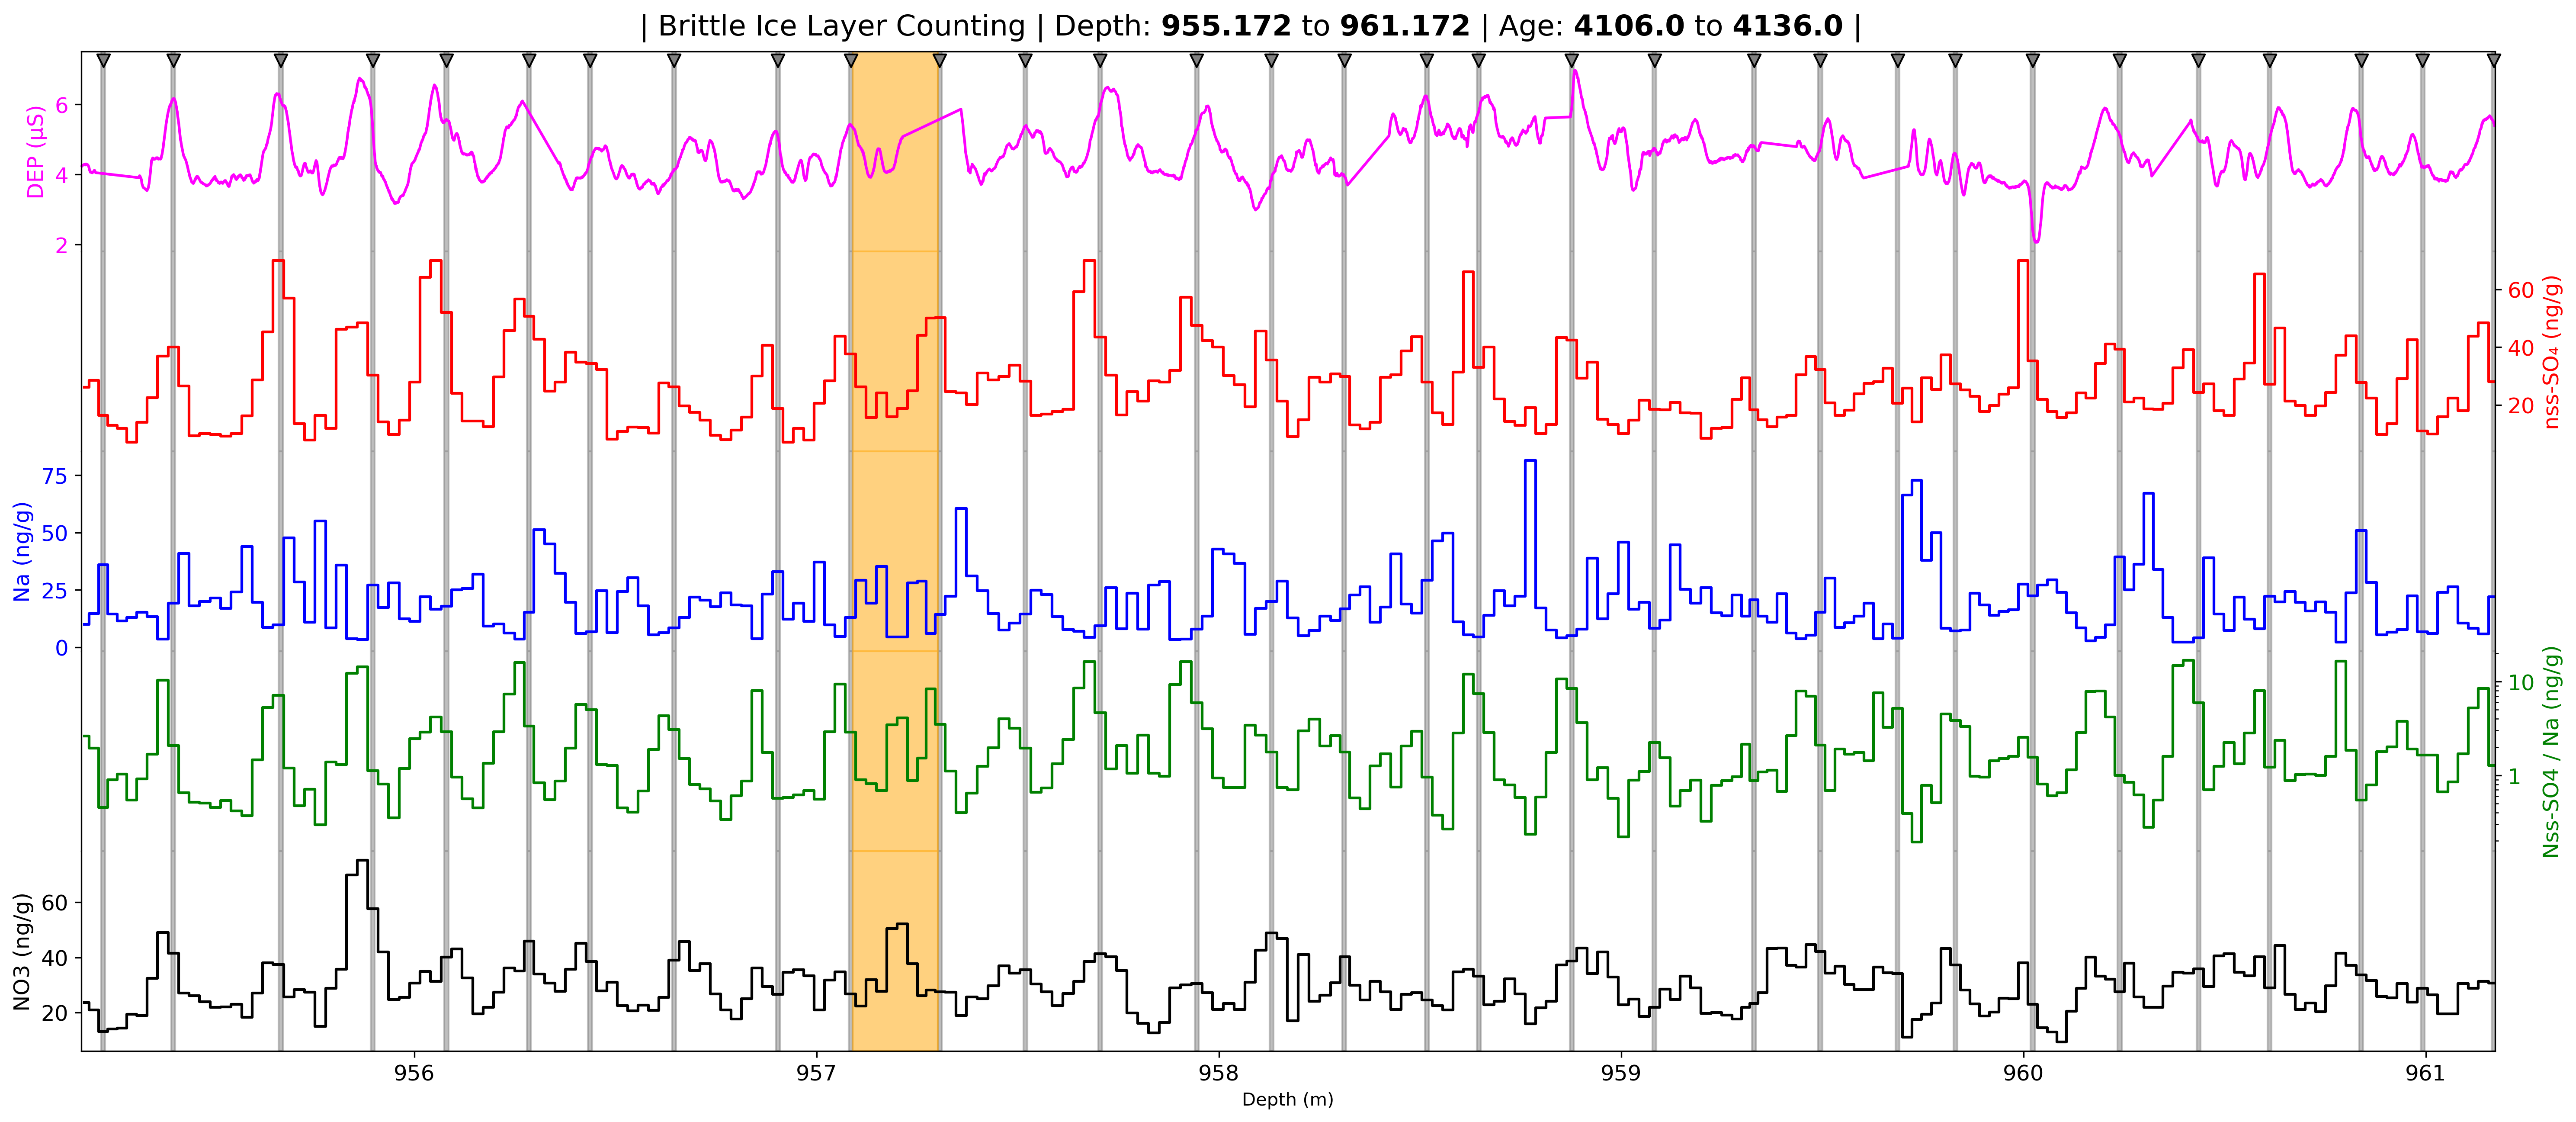 | Brittle Ice Layer Counting | Depth: 955.172 to 961.172 | Age: 4106.0 to 4136.0 |
DEP (μS)
6
4
2
nss-SO₄ (ng/g)
60
40
20
Na (ng/g)
75
50
25
0
Nss-SO4 / Na (ng/g)
10
1
NO3 (ng/g)
60
40
20
956 957 958 959 960 961
Depth (m)